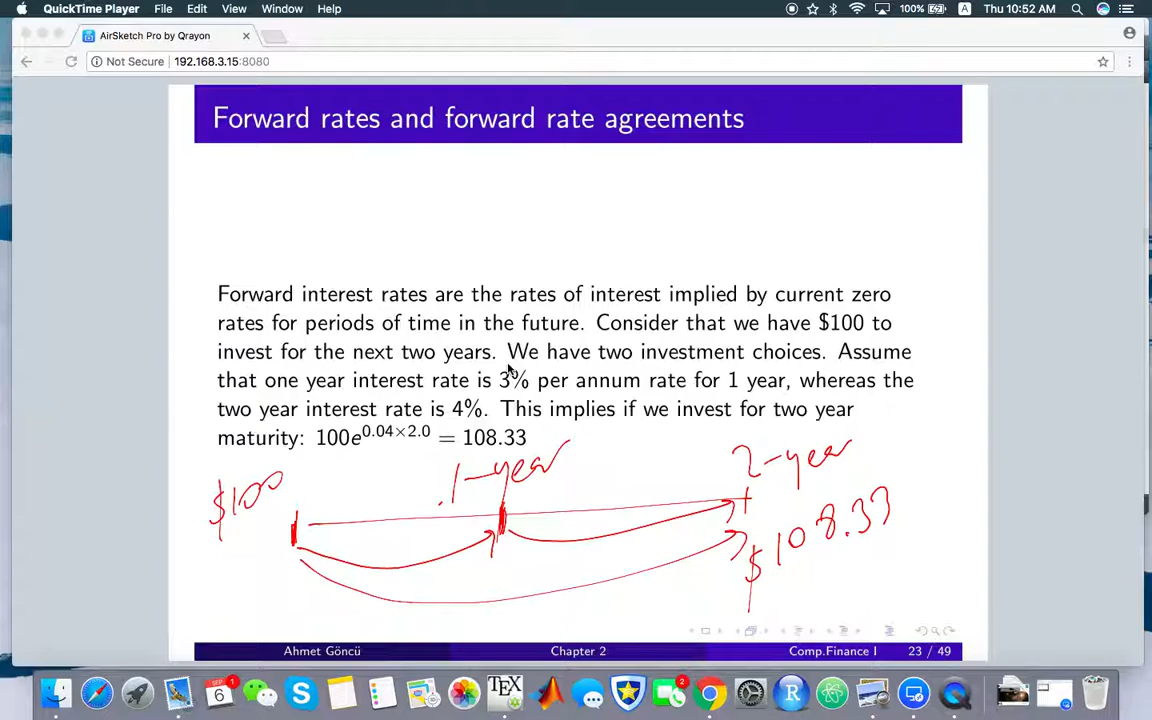 QuickTime Player File Edit View Window Help 100% A Thu 10:52 AM
AirSketch Pro by Qrayon
Not Secure 192.168.3.15:8080
Forward rates and forward rate agreements
Forward interest rates are the rates of interest implied by current zero
rates for periods of time in the future. Consider that we have $100 to
invest for the next two years. We have two investment choices. Assume
that one year interest rate is 3% per annum rate for 1 year, whereas the
two year interest rate is 4%. This implies if we invest for two year
maturity: 100e^0.04×2.0 = 108.33
$100
1-year
2-year
$108.33
Ahmet Göncü Chapter 2 Comp.Finance I 23 / 49
SEP 6 1 S TEX 2 R